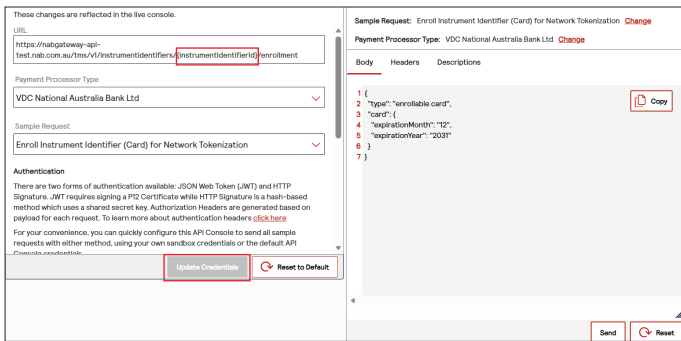 These changes are reflected in the live console.
URL
https://nabgateway-api-
test.nab.com.au/tms/v1/instrumentidentifiers/{instrumentIdentifierId}/enrollment
Payment Processor Type
VDC National Australia Bank Ltd
Sample Request
Enroll Instrument Identifier (Card) for Network Tokenization
Authentication
There are two forms of authentication available: JSON Web Token (JWT) and HTTP
Signature. JWT requires signing a P12 Certificate while HTTP Signature is a hash-based
method which uses a shared secret key. Authorization Headers are generated based on
payload for each request. To learn more about authentication headers click here
For your convenience, you can quickly configure this API Console to send all sample
requests with either method, using your own sandbox credentials or the default API
Console credentials.
Update Credentials
Reset to Default
Sample Request: Enroll Instrument Identifier (Card) for Network Tokenization Change
Payment Processor Type: VDC National Australia Bank Ltd Change
Body Headers Descriptions
Copy
1 {
2 "type": "enrollable card",
3 "card": {
4 "expirationMonth": "12",
5 "expirationYear": "2031"
6 }
7 }
Send
Reset